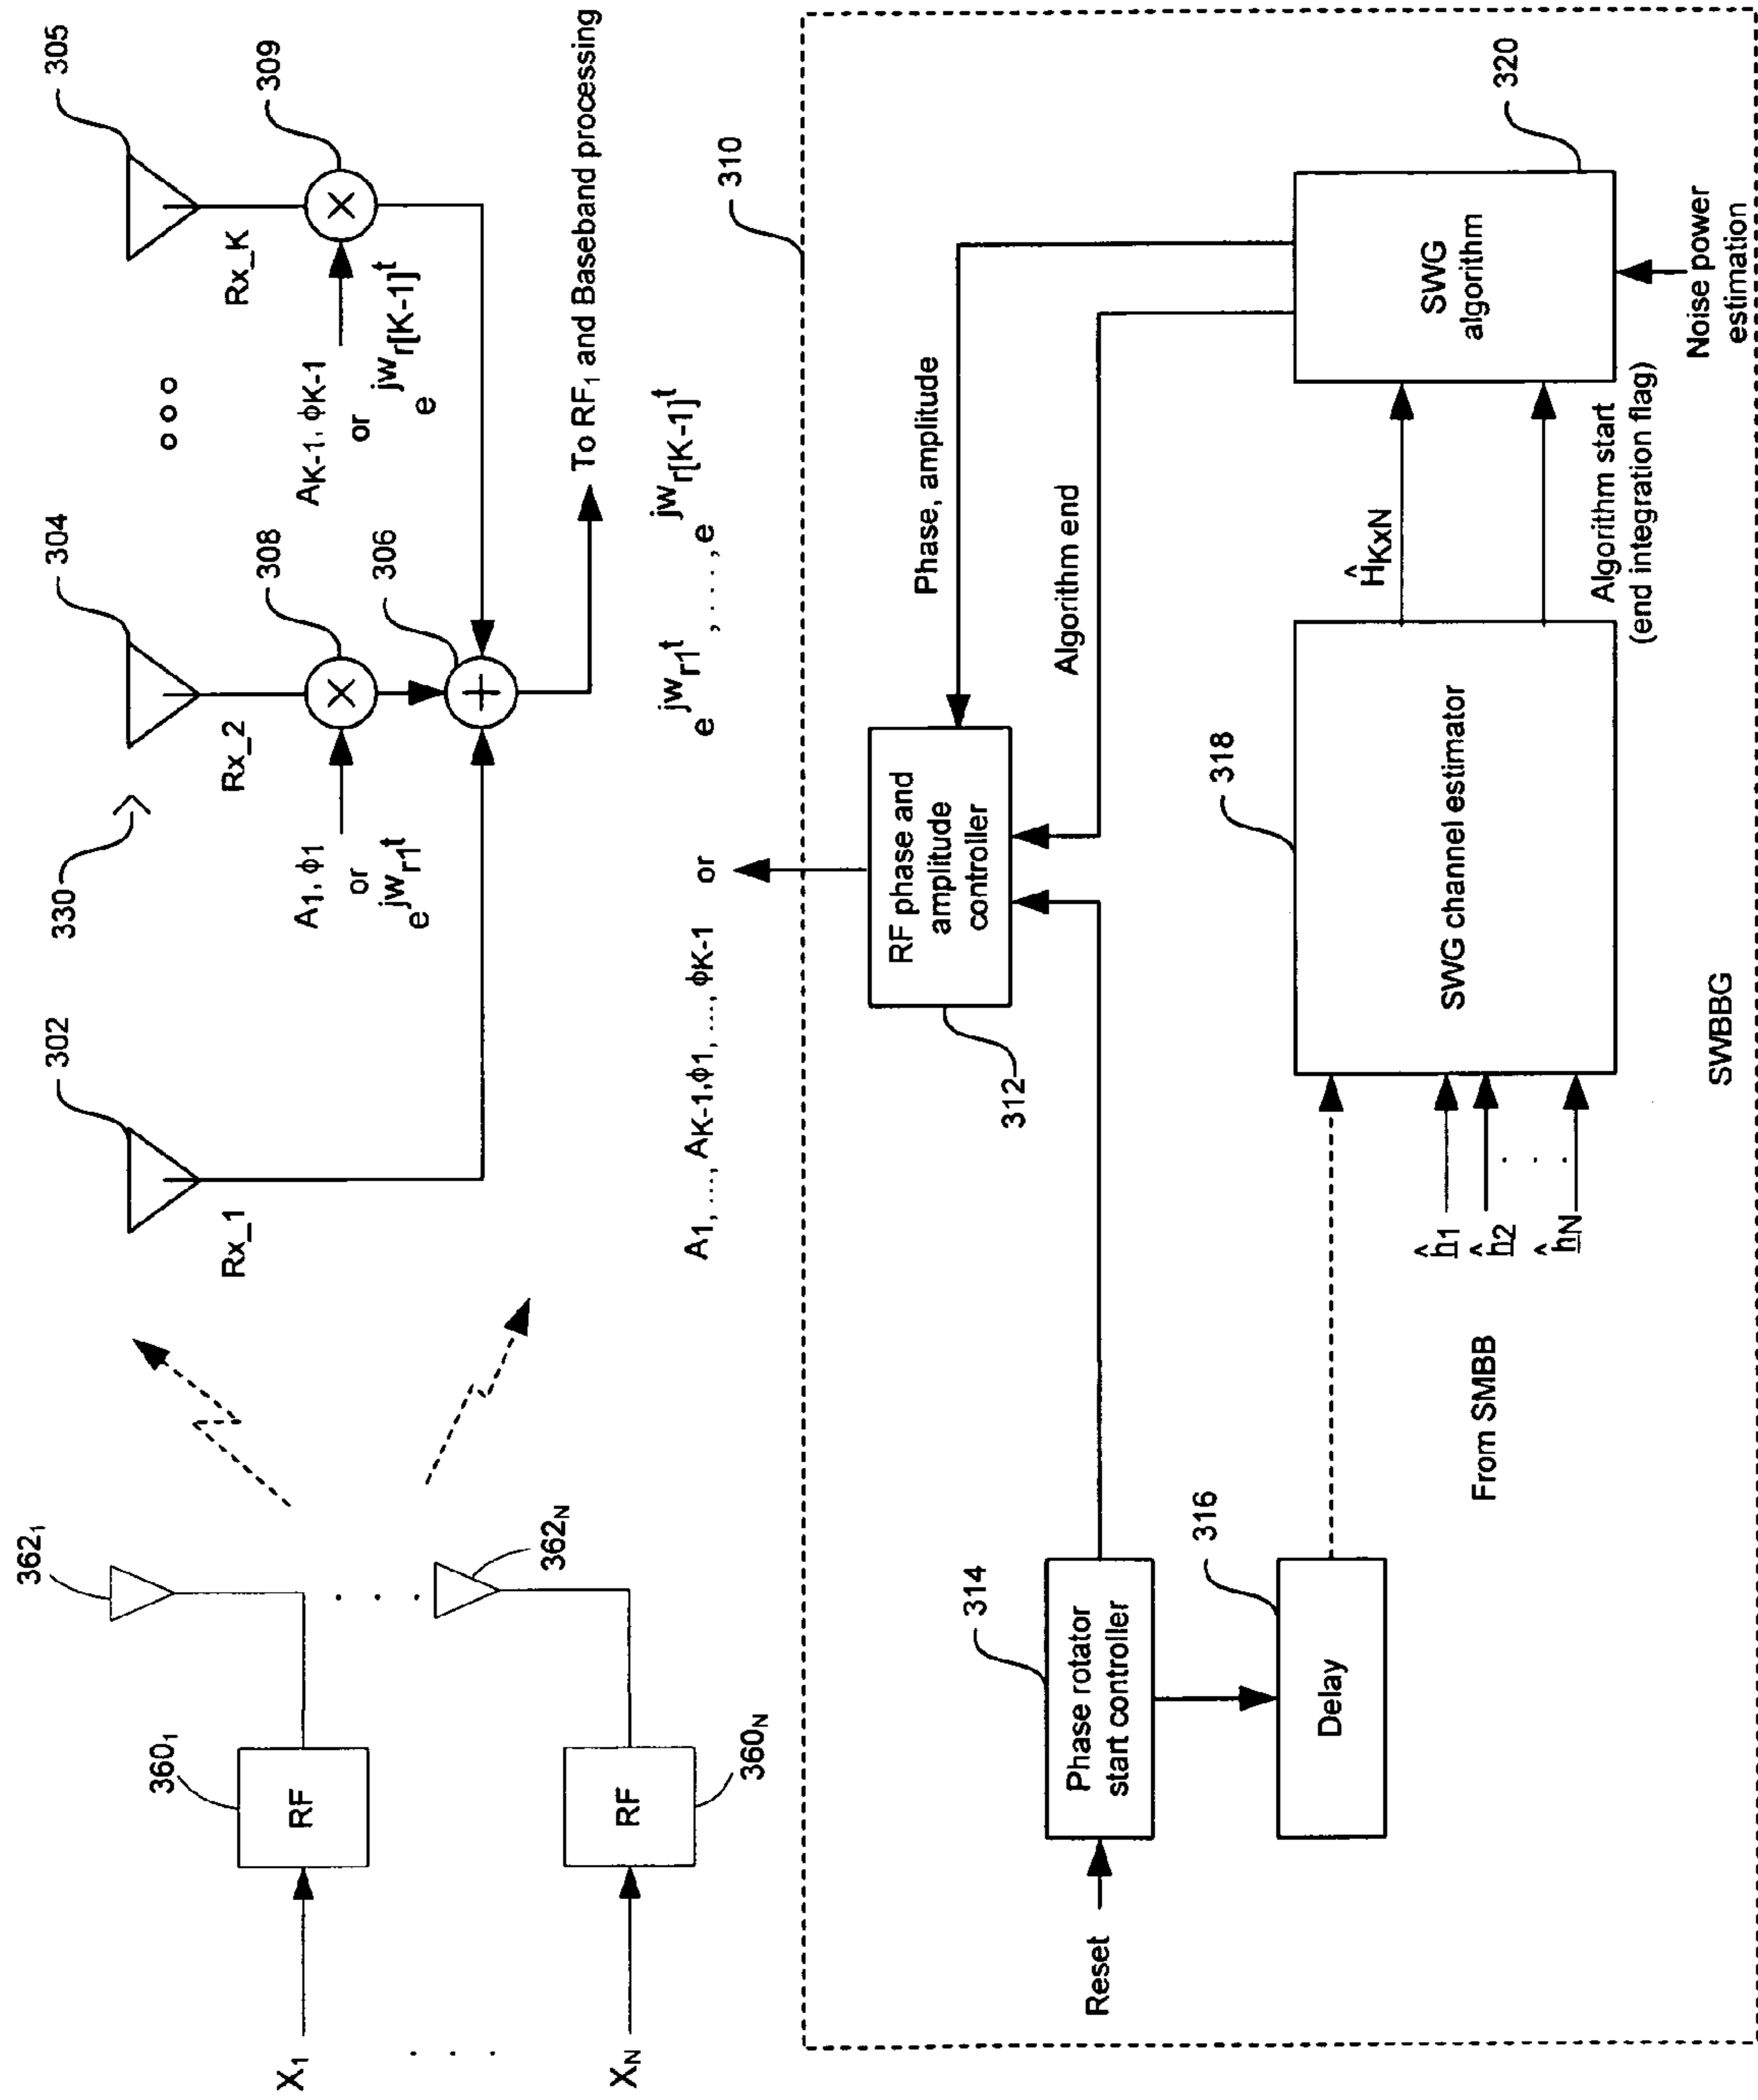 X1
. . .
XN
RF
3601
RF
360N
3621
. . .
362N
Rx_1
302
330
Rx_2
304
308
306
A1, ϕ1
or
e^jwr1t
o o o
Rx_K
305
309
AK-1, ϕK-1
or
e^jwr[K-1]t
To RF1 and Baseband processing
A1, ..., AK-1,ϕ1, ..., ϕK-1 or e^jwr1t, . . . , e^jwr[K-1]t
310
Reset
Phase rotator
start controller
314
Delay
316
RF phase and
amplitude
controller
312
Phase, amplitude
Algorithm end
From SMBB
ĥ1
ĥ2
. . .
ĥN
SWG channel estimator
318
ĤKxN
Algorithm start
(end integration flag)
SWG
algorithm
320
Noise power
estimation
SWBBG